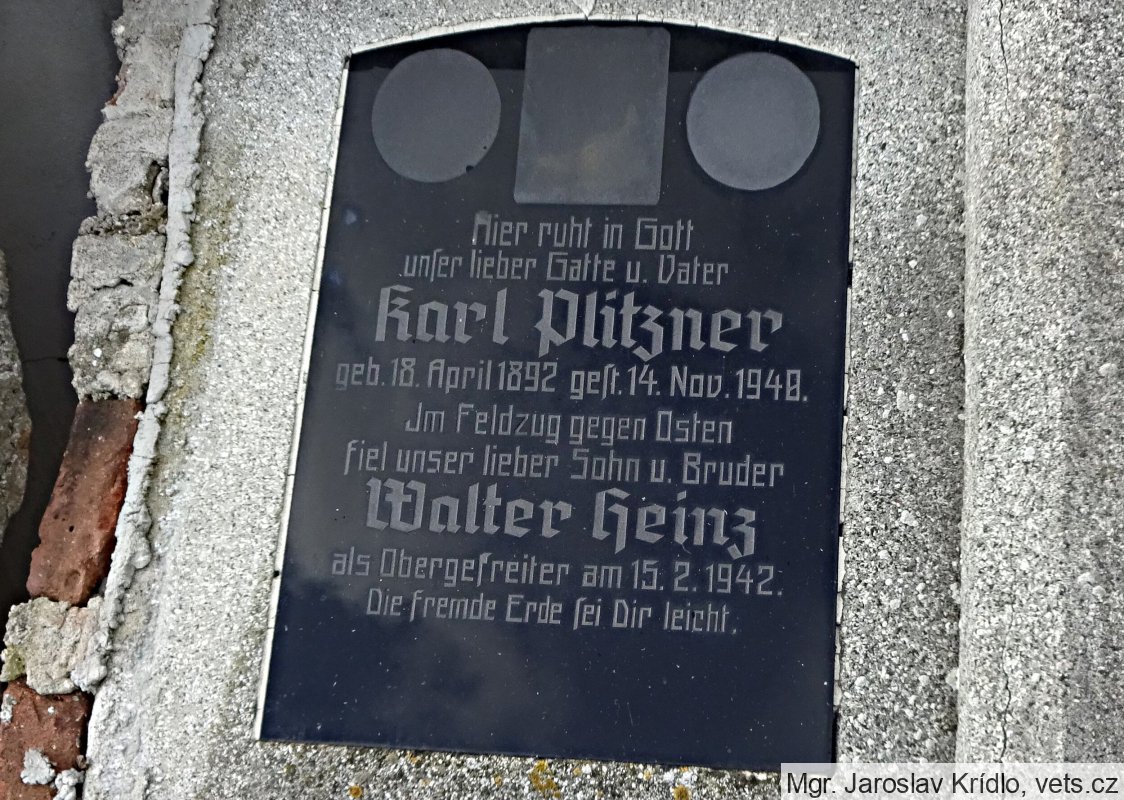 Hier ruht in Gott
unſer lieber Gatte u. Vater
Karl Plitzner
geb. 18. April 1892 geſt. 14. Nov. 1940.
Im Feldzug gegen Osten
fiel unser lieber Sohn u. Bruder
Walter Heinz
als Obergefreiter am 15. 2. 1942.
Die fremde Erde ſei Dir leicht.
Mgr. Jaroslav Krídlo, vets.cz